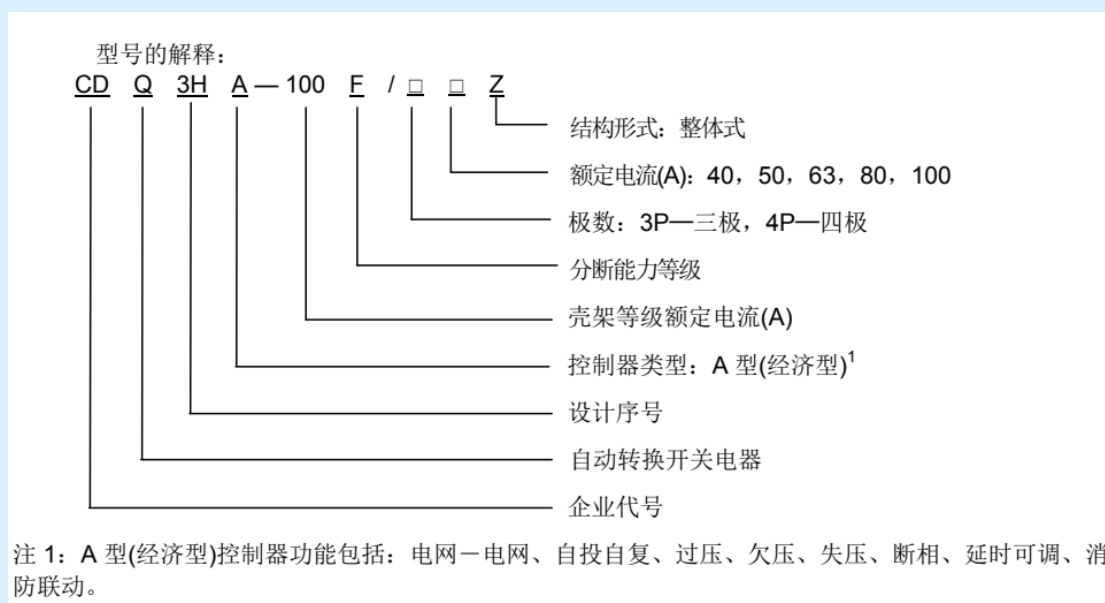 型号的解释：
CD Q 3H A — 100 F / □ □ Z
结构形式：整体式
额定电流(A)：40，50，63，80，100
极数：3P—三极，4P—四极
分断能力等级
壳架等级额定电流(A)
控制器类型：A 型(经济型)1
设计序号
自动转换开关电器
企业代号
注 1：A 型(经济型)控制器功能包括：电网－电网、自投自复、过压、欠压、失压、断相、延时可调、消
防联动。